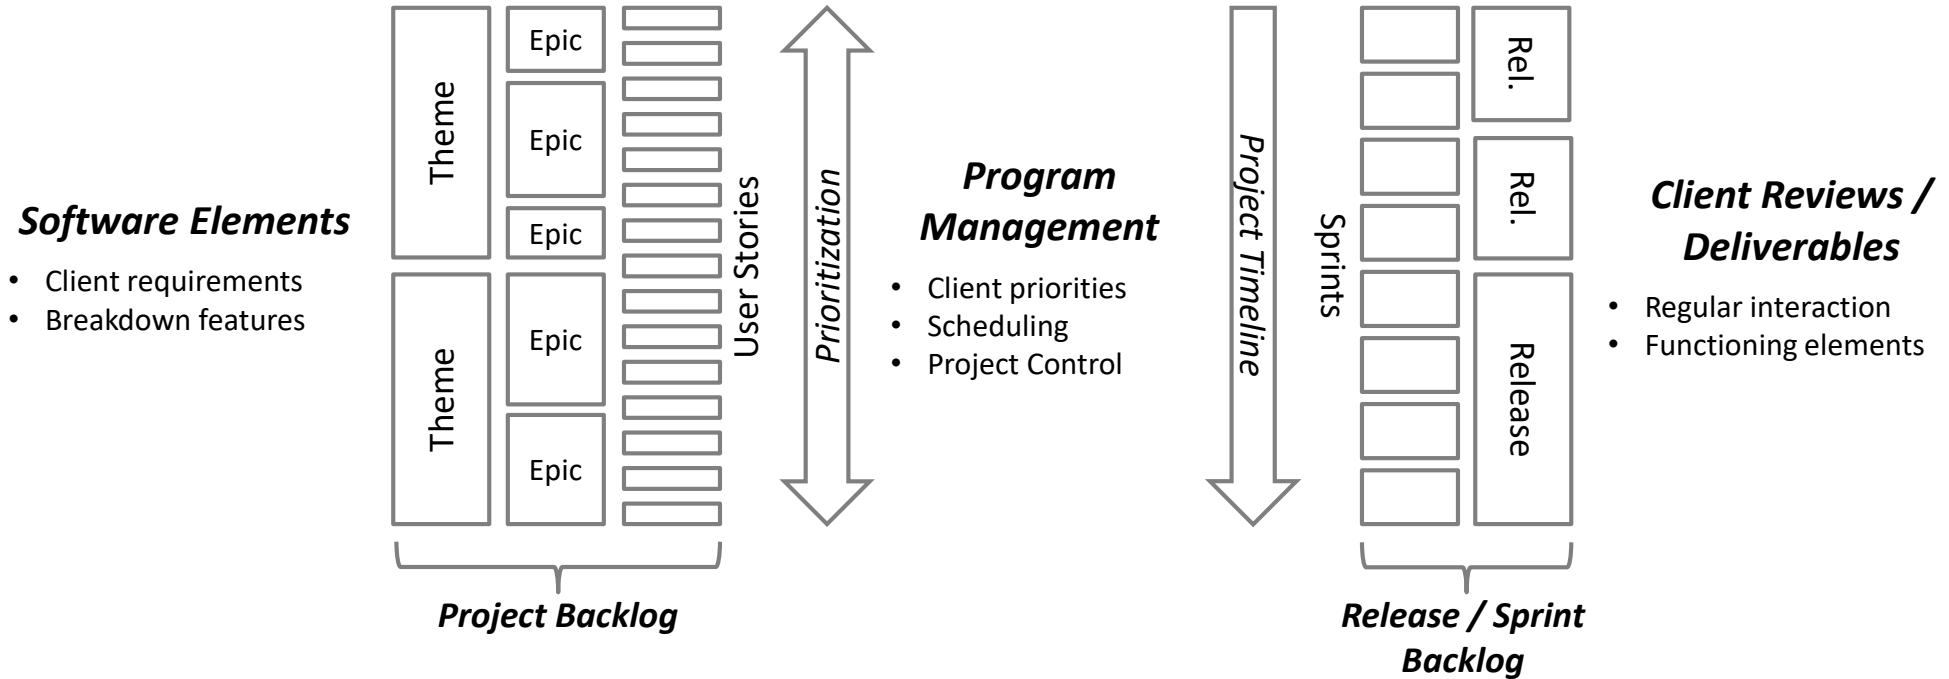 Software Elements
• Client requirements
• Breakdown features
Theme
Theme
Epic
Epic
Epic
Epic
Epic
User Stories
Project Backlog
Prioritization
Program
Management
• Client priorities
• Scheduling
• Project Control
Project Timeline
Sprints
Rel.
Rel.
Release
Release / Sprint
Backlog
Client Reviews /
Deliverables
• Regular interaction
• Functioning elements